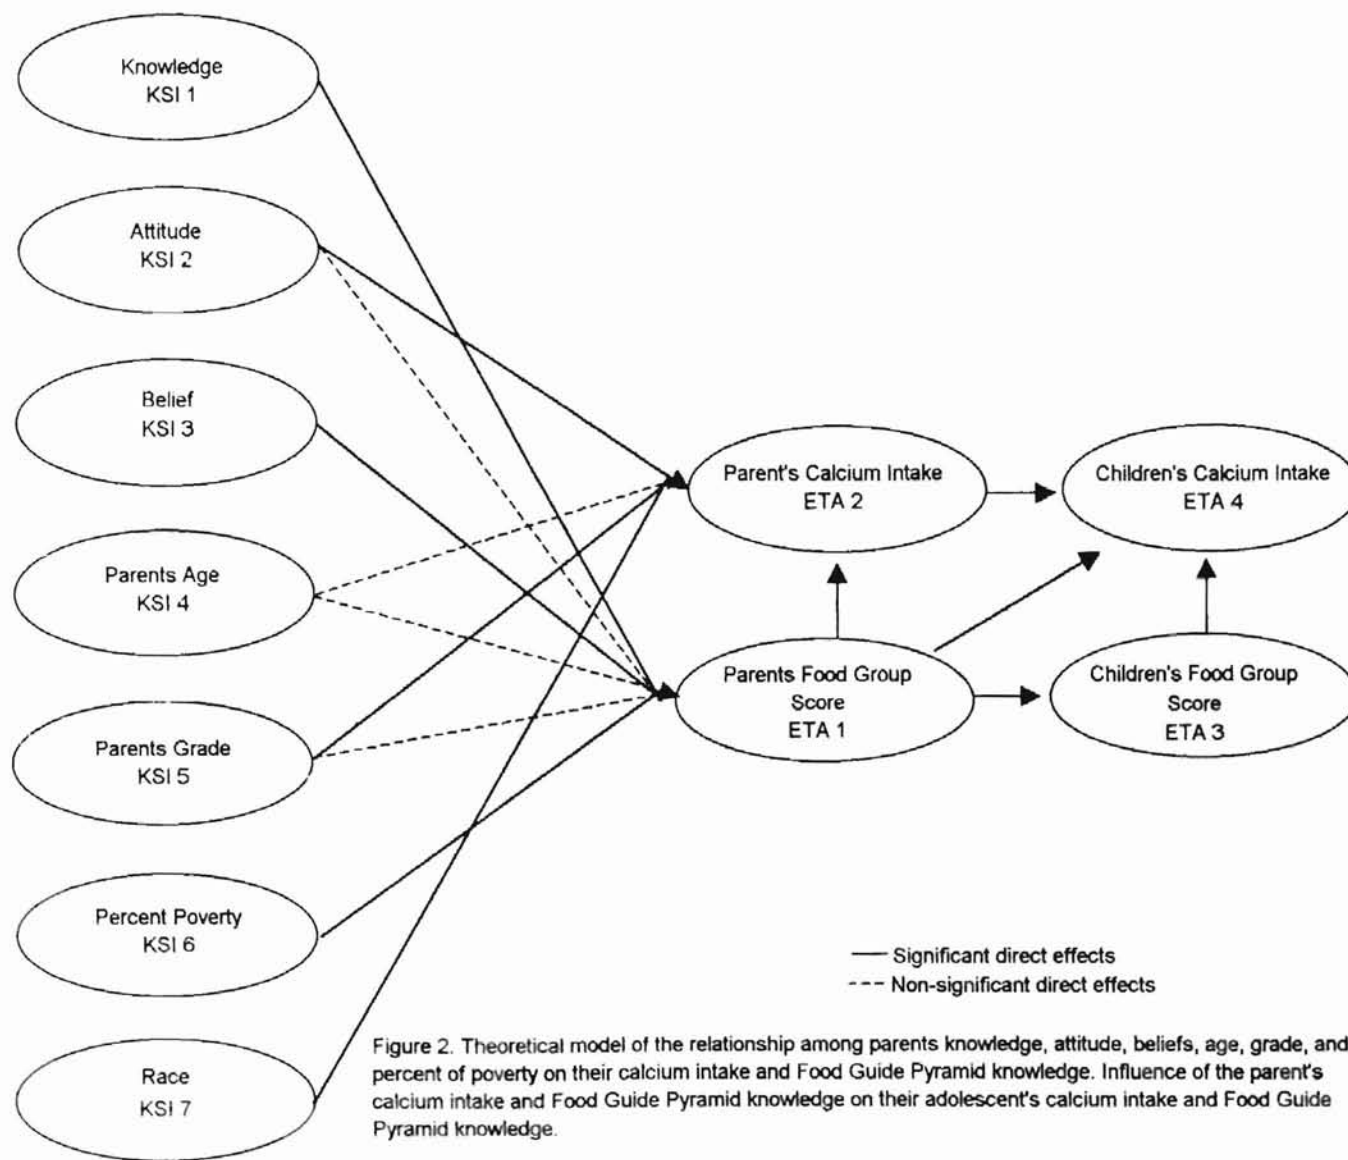 Knowledge
KSI 1
Attitude
KSI 2
Belief
KSI 3
Parents Age
KSI 4
Parents Grade
KSI 5
Percent Poverty
KSI 6
Race
KSI 7
Parent's Calcium Intake
ETA 2
Children's Calcium Intake
ETA 4
Parents Food Group
Score
ETA 1
Children's Food Group
Score
ETA 3
Significant direct effects
Non-significant direct effects
Figure 2. Theoretical model of the relationship among parents knowledge, attitude, beliefs, age, grade, and
percent of poverty on their calcium intake and Food Guide Pyramid knowledge. Influence of the parent's
calcium intake and Food Guide Pyramid knowledge on their adolescent's calcium intake and Food Guide
Pyramid knowledge.